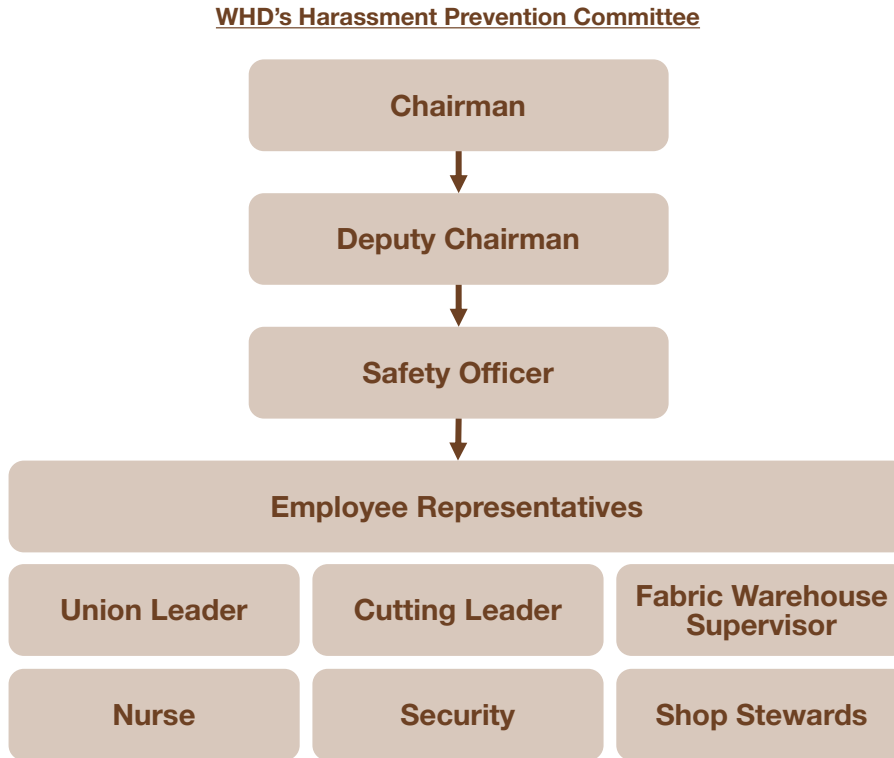 WHD’s Harassment Prevention Committee
Chairman
Deputy Chairman
Safety Officer
Employee Representatives
Union Leader
Cutting Leader
Fabric Warehouse
Supervisor
Nurse
Security
Shop Stewards